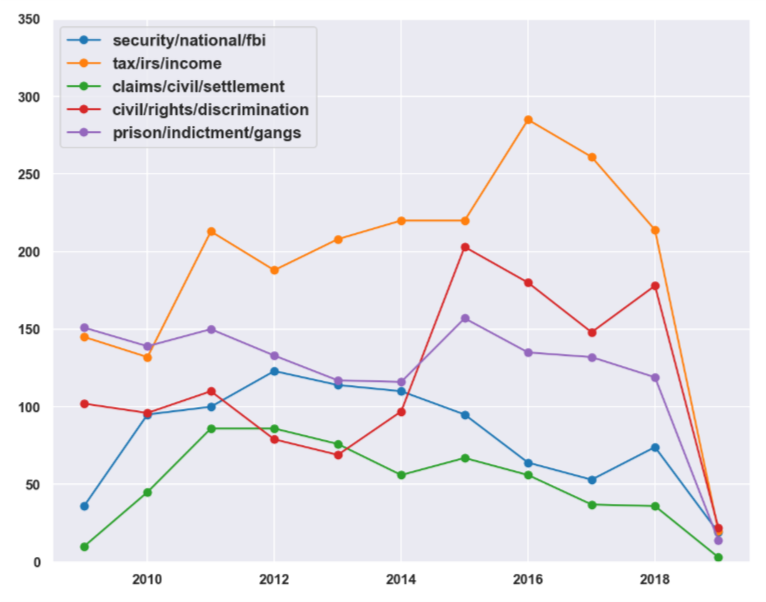 350
300
250
200
150
100
50
0
security/national/fbi
tax/irs/income
claims/civil/settlement
civil/rights/discrimination
prison/indictment/gangs
2010 2012 2014 2016 2018